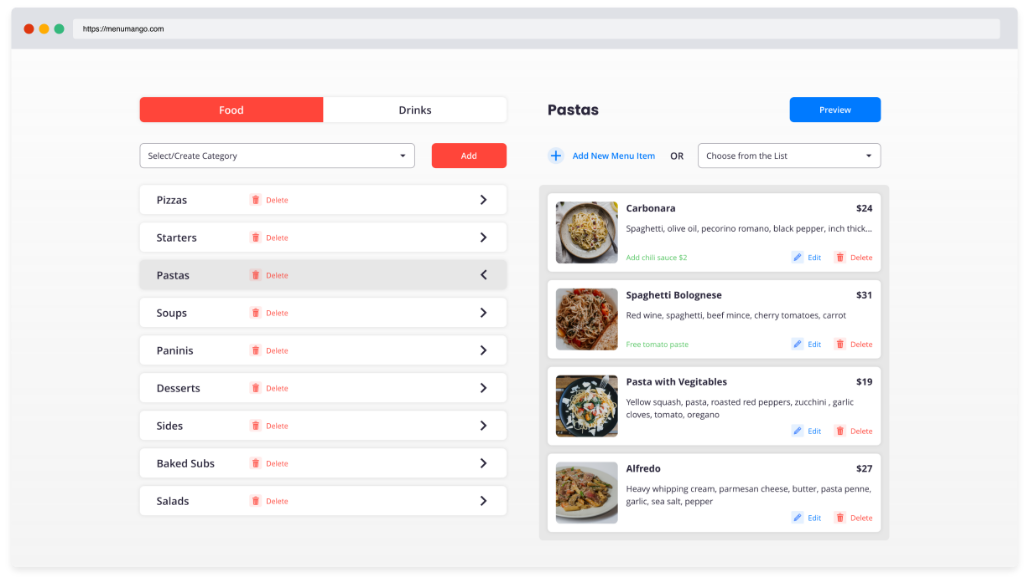 https://menumango.com
Food
Drinks
Select/Create Category
Add
Pizzas
Delete
Starters
Delete
Pastas
Delete
Soups
Delete
Paninis
Delete
Desserts
Delete
Sides
Delete
Baked Subs
Delete
Salads
Delete
Pastas
Preview
Add New Menu Item
OR
Choose from the List
Carbonara
$24
Spaghetti, olive oil, pecorino romano, black pepper, inch thick...
Add chili sauce $2
Edit
Delete
Spaghetti Bolognese
$31
Red wine, spaghetti, beef mince, cherry tomatoes, carrot
Free tomato paste
Edit
Delete
Pasta with Vegitables
$19
Yellow squash, pasta, roasted red peppers, zucchini , garlic
cloves, tomato, oregano
Edit
Delete
Alfredo
$27
Heavy whipping cream, parmesan cheese, butter, pasta penne,
garlic, sea salt, pepper
Edit
Delete